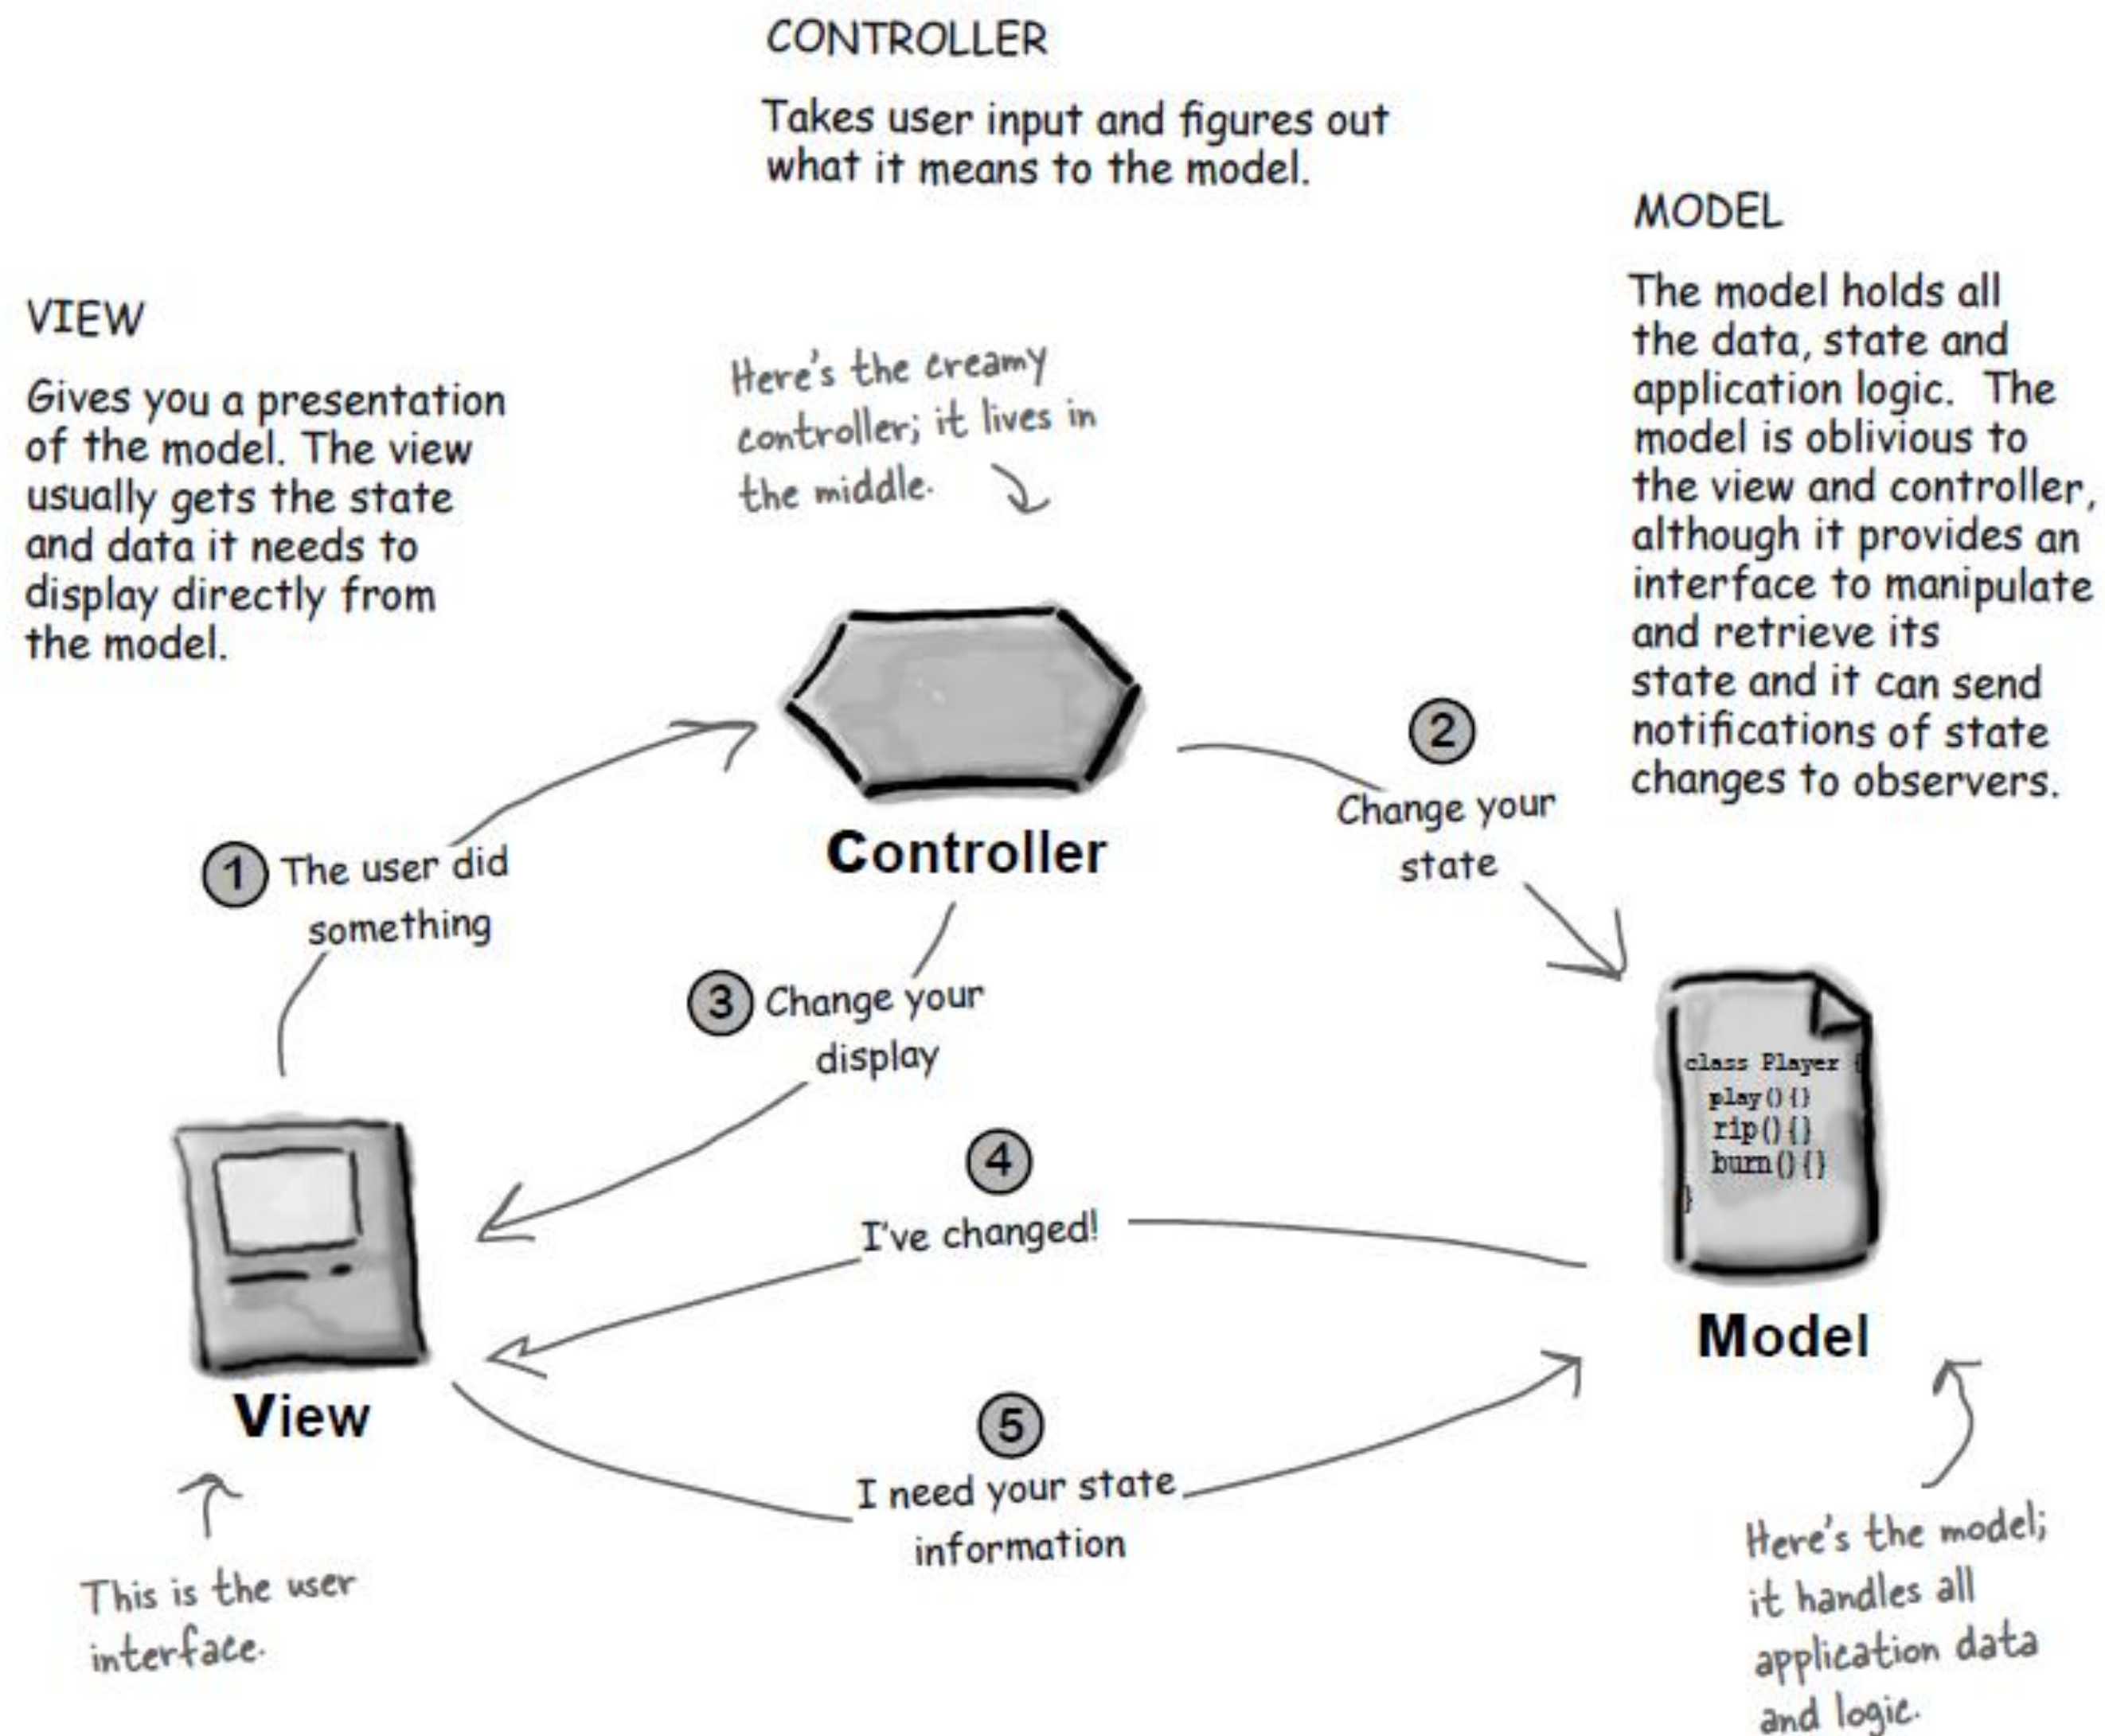 CONTROLLER
Takes user input and figures out
what it means to the model.
MODEL
The model holds all
the data, state and
application logic. The
model is oblivious to
the view and controller,
although it provides an
interface to manipulate
and retrieve its
state and it can send
notifications of state
changes to observers.
VIEW
Gives you a presentation
of the model. The view
usually gets the state
and data it needs to
display directly from
the model.
Here's the creamy
controller; it lives in
the middle.
Controller
1 The user did
something
2
Change your
state
3 Change your
display
4
I've changed!
5
I need your state
information
class Player {
play(){}
rip(){}
burn(){}
}
Model
View
This is the user
interface.
Here's the model;
it handles all
application data
and logic.